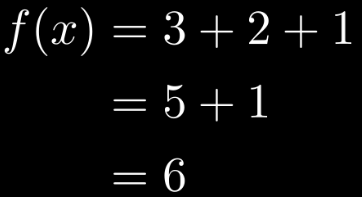 f(x) = 3 + 2 + 1
= 5 + 1
= 6